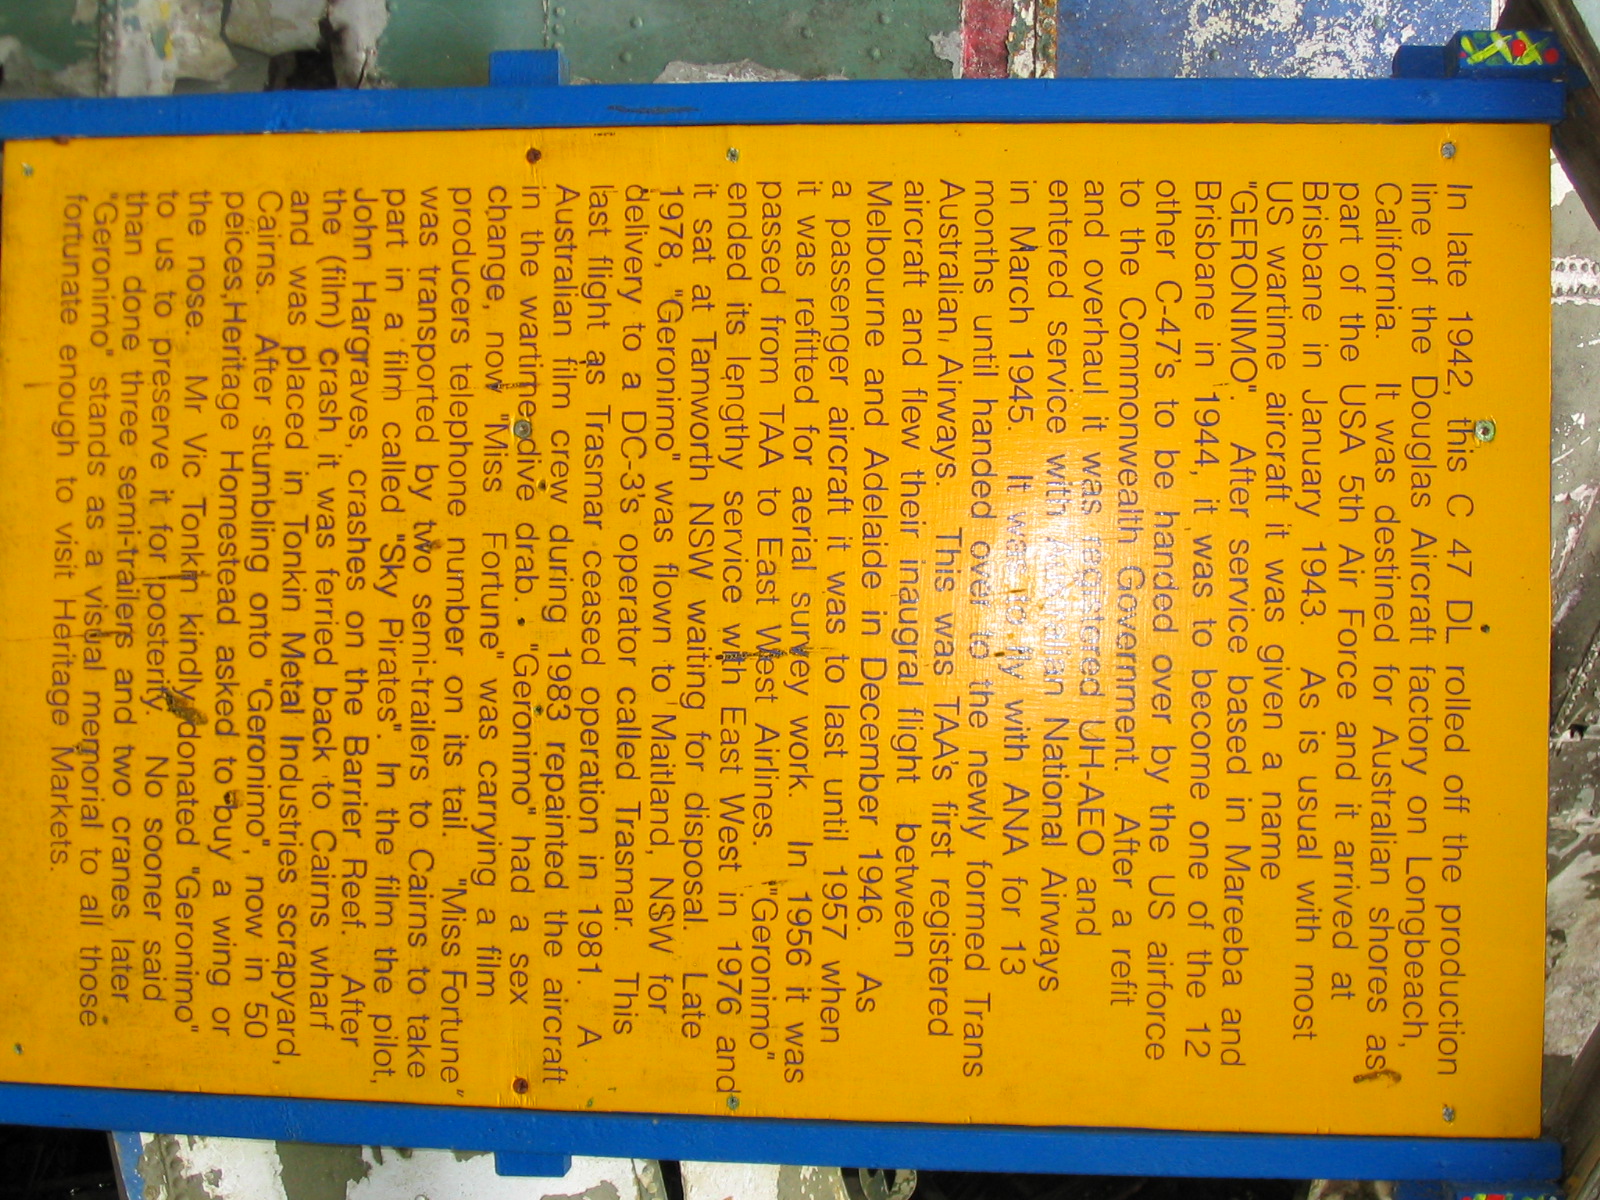 In late 1942, this C 47 DL rolled off the production
line of the Douglas Aircraft factory on Longbeach,
California. It was destined for Australian shores as
part of the USA 5th Air Force and it arrived at
Brisbane in January 1943. As is usual with most
US wartime aircraft it was given a name
"GERONIMO". After service based in Mareeba and
Brisbane in 1944, it was to become one of the 12
other C-47's to be handed over by the US airforce
to the Commonwealth Government. After a refit
and overhaul it was registered UH-AEO and
entered service with Australian National Airways
in March 1945. It was to fly with ANA for 13
months until handed over to the newly formed Trans
Australian Airways. This was TAA's first registered
aircraft and flew their inaugral flight between
Melbourne and Adelaide in December 1946. As
a passenger aircraft it was to last until 1957 when
it was refitted for aerial survey work. In 1956 it was
passed from TAA to East West Airlines. "Geronimo"
ended its lengthy service with East West in 1976 and
it sat at Tamworth NSW waiting for disposal. Late
1978, "Geronimo" was flown to Maitland, NSW for
delivery to a DC-3's operator called Trasmar. This
last flight as Trasmar ceased operation in 1981. A
Australian film crew during 1983 repainted the aircraft
in the wartime olive drab. "Geronimo" had a sex
change, now "Miss Fortune" was carrying a film
producers telephone number on its tail. "Miss Fortune"
was transported by two semi-trailers to Cairns to take
part in a film called "Sky Pirates". In the film the pilot,
John Hargraves, crashes on the Barrier Reef. After
the (film) crash, it was ferried back to Cairns wharf
and was placed in Tonkin Metal Industries scrapyard,
Cairns. After stumbling onto "Geronimo", now in 50
peices,Heritage Homestead asked to buy a wing or
the nose. Mr Vic Tonkin kindly donated "Geronimo"
to us to preserve it for posterity. No sooner said
than done three semi-trailers and two cranes later
"Geronimo" stands as a visual memorial to all those
fortunate enough to visit Heritage Markets.